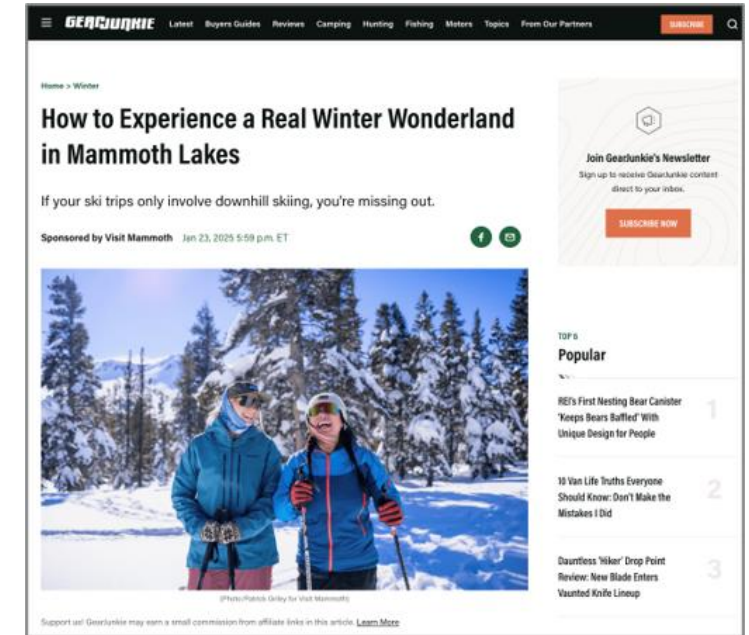 GEARJUNKIE Latest Buyers Guides Reviews Camping Hunting Fishing Motors Topics From Our Partners SUBSCRIBE
Home > Winter
How to Experience a Real Winter Wonderland
in Mammoth Lakes
If your ski trips only involve downhill skiing, you're missing out.
Sponsored by Visit Mammoth Jan 23, 2025 5:59 p.m. ET
(Photo/Patrick Griley for Visit Mammoth)
Support us! GearJunkie may earn a small commission from affiliate links in this article. Learn More
Join GearJunkie's Newsletter
Sign up to receive GearJunkie content
direct to your inbox.
SUBSCRIBE NOW
TOP 6
Popular
REI's First Nesting Bear Canister
'Keeps Bears Baffled' With
Unique Design for People
1
10 Van Life Truths Everyone
Should Know: Don't Make the
Mistakes I Did
2
Dauntless 'Hiker' Drop Point
Review: New Blade Enters
Vaunted Knife Lineup
3